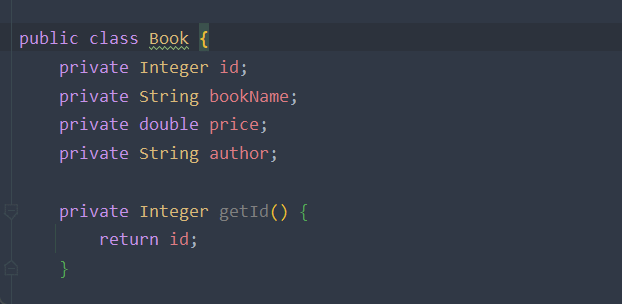 public class Book {
    private Integer id;
    private String bookName;
    private double price;
    private String author;

    private Integer getId() {
        return id;
    }